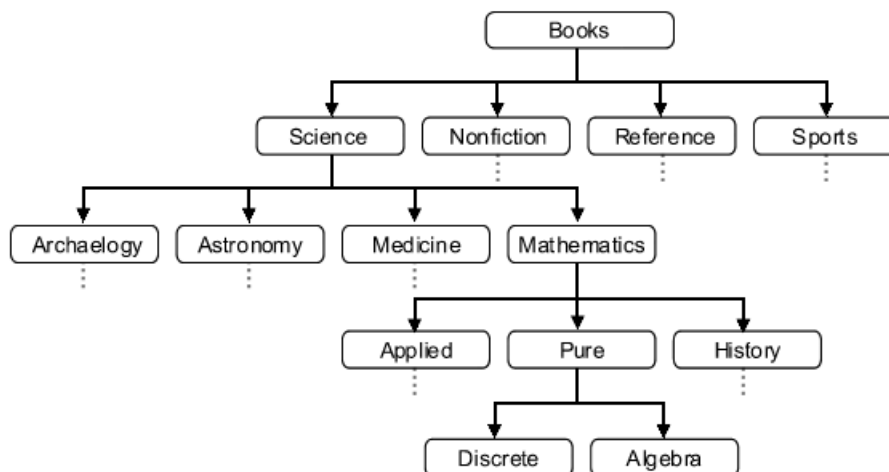 Books
Science Nonfiction Reference Sports
Archaelogy Astronomy Medicine Mathematics
Applied Pure History
Discrete Algebra